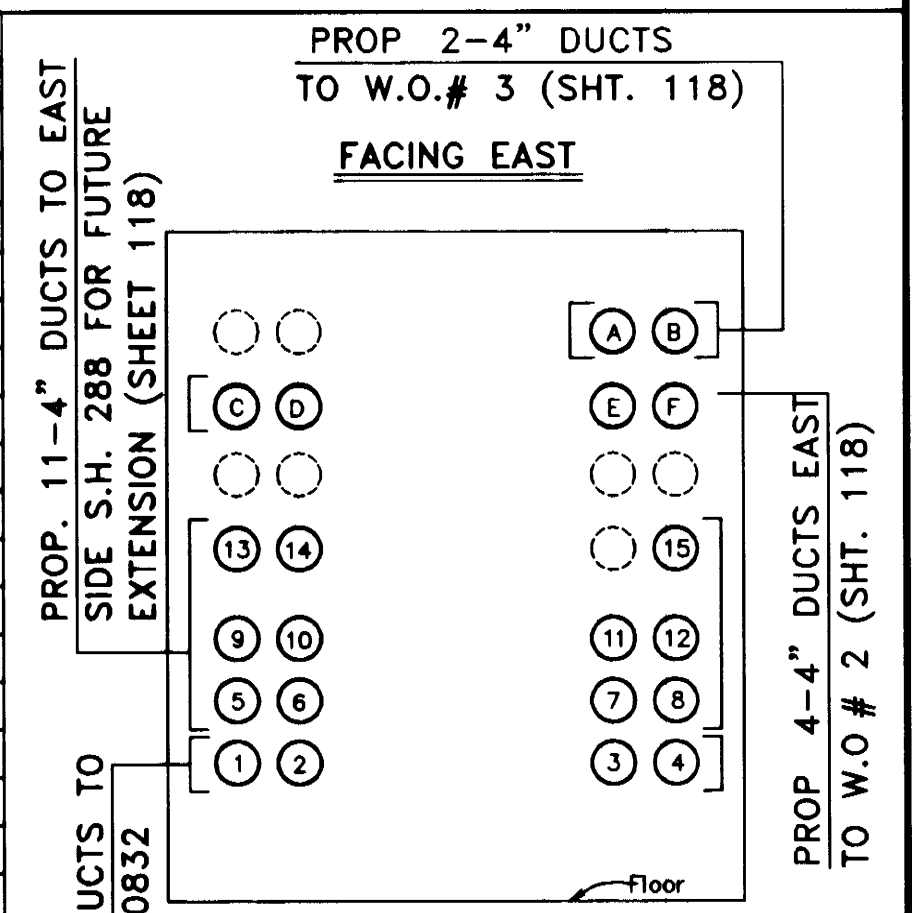 PROP 2-4" DUCTS
TO W.O.# 3 (SHT. 118)
FACING EAST
PROP. 11-4" DUCTS TO EAST
SIDE S.H. 288 FOR FUTURE
EXTENSION (SHEET 118)
A B
C D E F
13 14 15
9 10 11 12
5 6 7 8
1 2 3 4
PROP 4-4" DUCTS EAST
TO W.O # 2 (SHT. 118)
UCTS TO
0832
floor